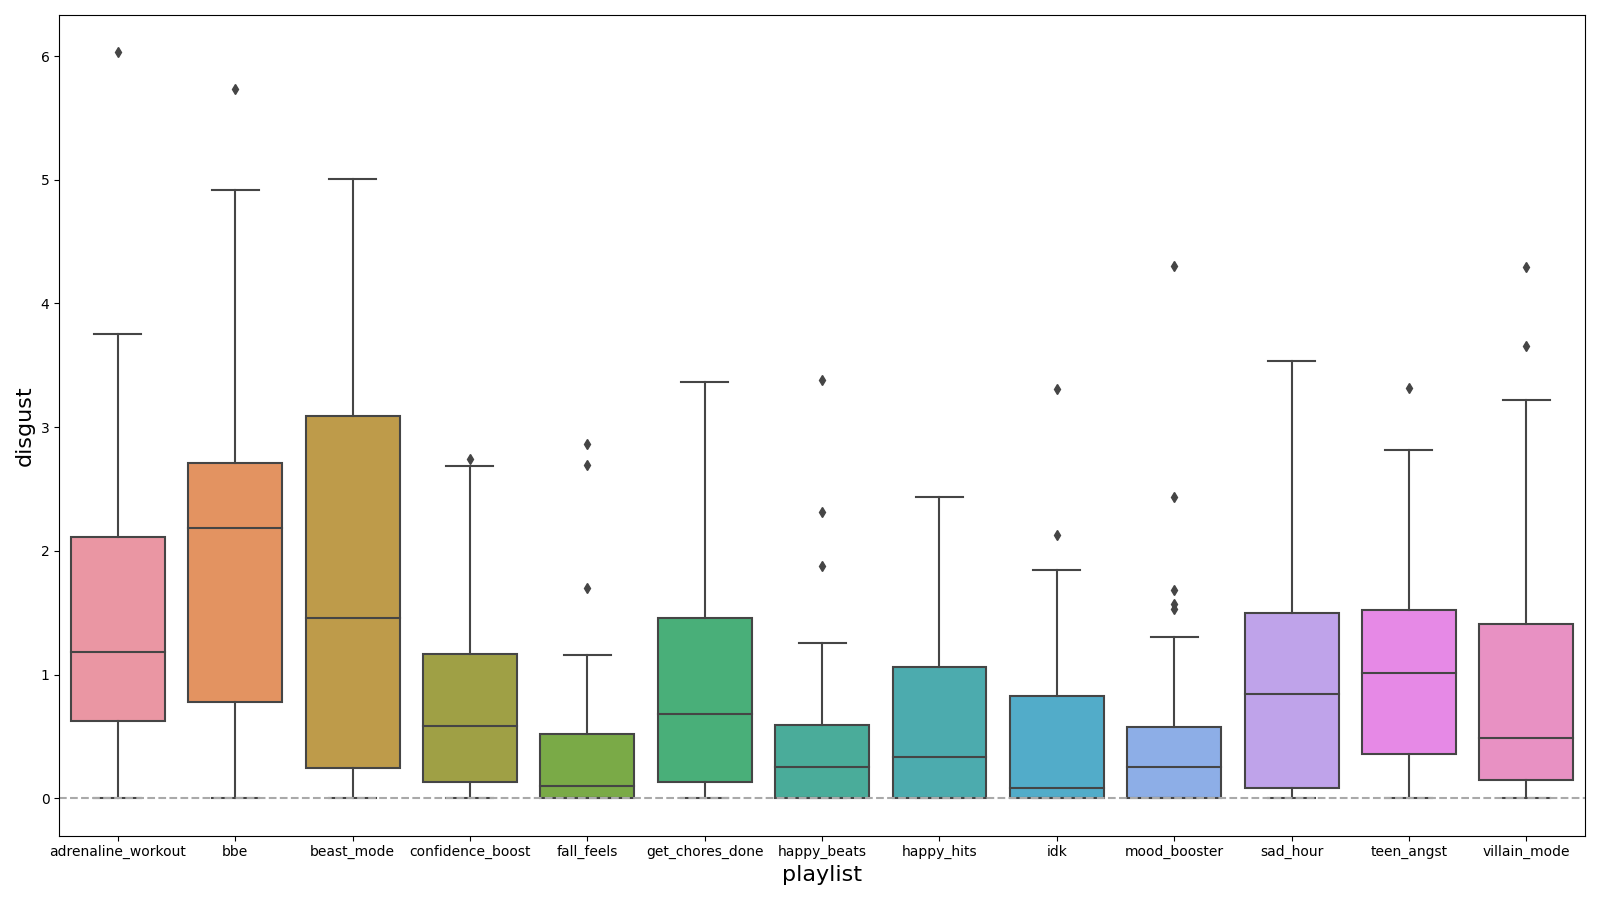 6
5
4
3
2
1
0
disgust
adrenaline_workout bbe beast_mode confidence_boost fall_feels get_chores_done happy_beats happy_hits idk mood_booster sad_hour teen_angst villain_mode
playlist